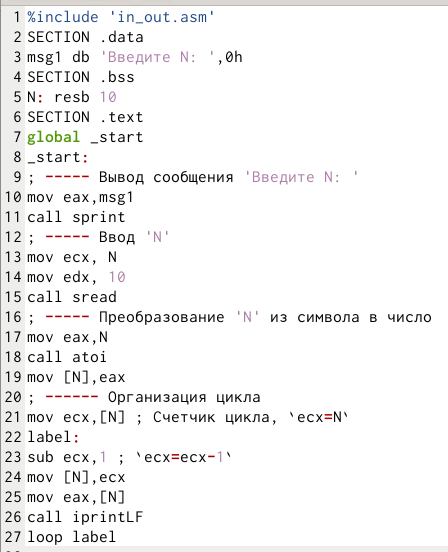 1 %include 'in_out.asm'
2 SECTION .data
3 msg1 db 'Введите N: ',0h
4 SECTION .bss
5 N: resb 10
6 SECTION .text
7 global _start
8 _start:
9 ; ----- Вывод сообщения 'Введите N: '
10 mov eax,msg1
11 call sprint
12 ; ----- Ввод 'N'
13 mov ecx, N
14 mov edx, 10
15 call sread
16 ; ----- Преобразование 'N' из символа в число
17 mov eax,N
18 call atoi
19 mov [N],eax
20 ; ------ Организация цикла
21 mov ecx,[N] ; Счетчик цикла, `ecx=N`
22 label:
23 sub ecx,1 ; `ecx=ecx-1`
24 mov [N],ecx
25 mov eax,[N]
26 call iprintLF
27 loop label